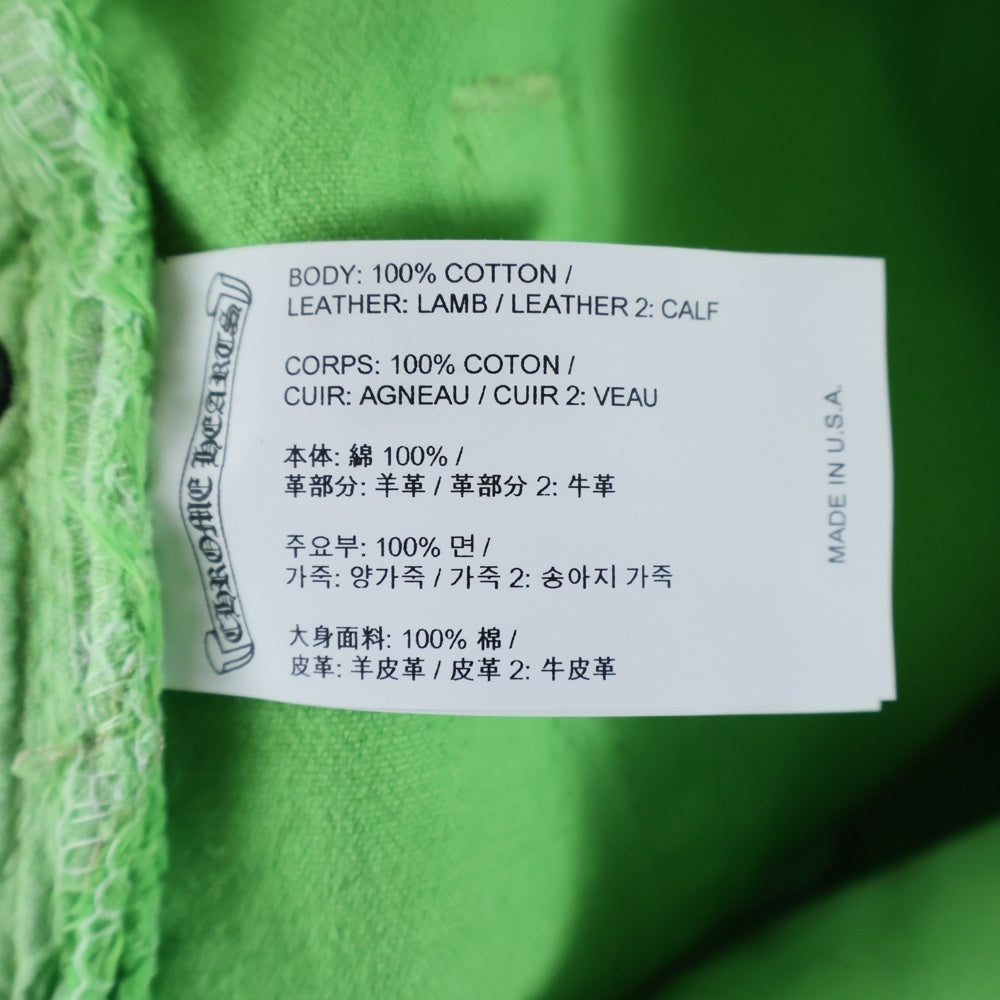 CHROME HEARTS
BODY: 100% COTTON /
LEATHER: LAMB / LEATHER 2: CALF
CORPS: 100% COTON /
CUIR: AGNEAU / CUIR 2: VEAU
本体: 綿 100% /
革部分: 羊革 / 革部分 2: 牛革
주요부: 100% 면 /
가죽: 양가죽 / 가죽 2: 송아지 가죽
大身面料: 100% 棉 /
皮革: 羊皮革 / 皮革 2: 牛皮革
MADE IN U.S.A.